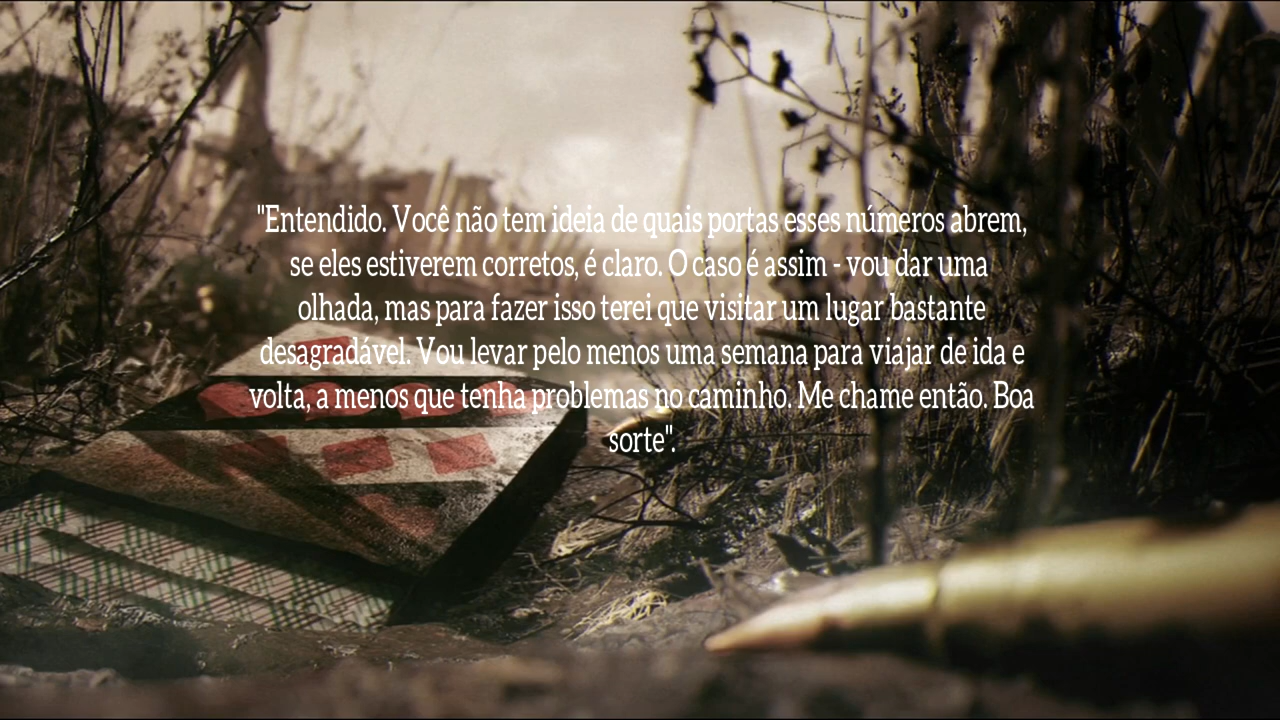 "Entendido. Você não tem ideia de quais portas esses números abrem,
se eles estiverem corretos, é claro. O caso é assim - vou dar uma
olhada, mas para fazer isso terei que visitar um lugar bastante
desagradável. Vou levar pelo menos uma semana para viajar de ida e
volta, a menos que tenha problemas no caminho. Me chame então. Boa
sorte".